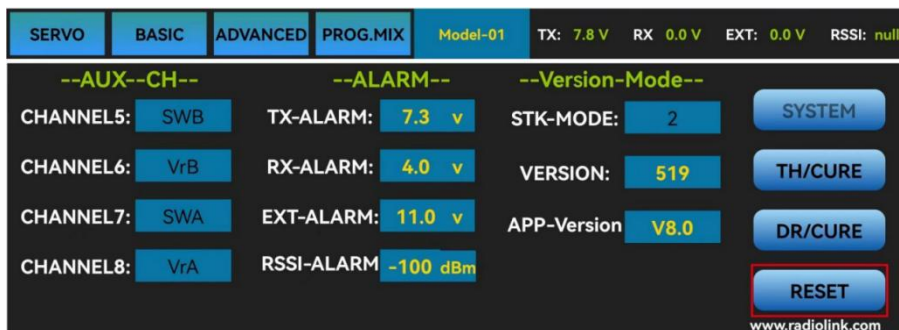 SERVO BASIC ADVANCED PROG.MIX Model-01 TX: 7.8 V RX 0.0 V EXT: 0.0 V RSSI: null
--AUX--CH-- --ALARM-- --Version-Mode--
CHANNEL5: SWB TX-ALARM: 7.3 v STK-MODE: 2 SYSTEM
CHANNEL6: VrB RX-ALARM: 4.0 v VERSION: 519 TH/CURE
CHANNEL7: SWA EXT-ALARM: 11.0 v APP-Version V8.0 DR/CURE
CHANNEL8: VrA RSSI-ALARM -100 dBm RESET
www.radiolink.com